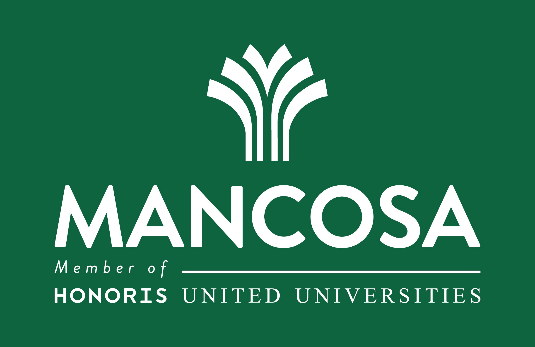 MANCOSA
Member of
HONORIS UNITED UNIVERSITIES